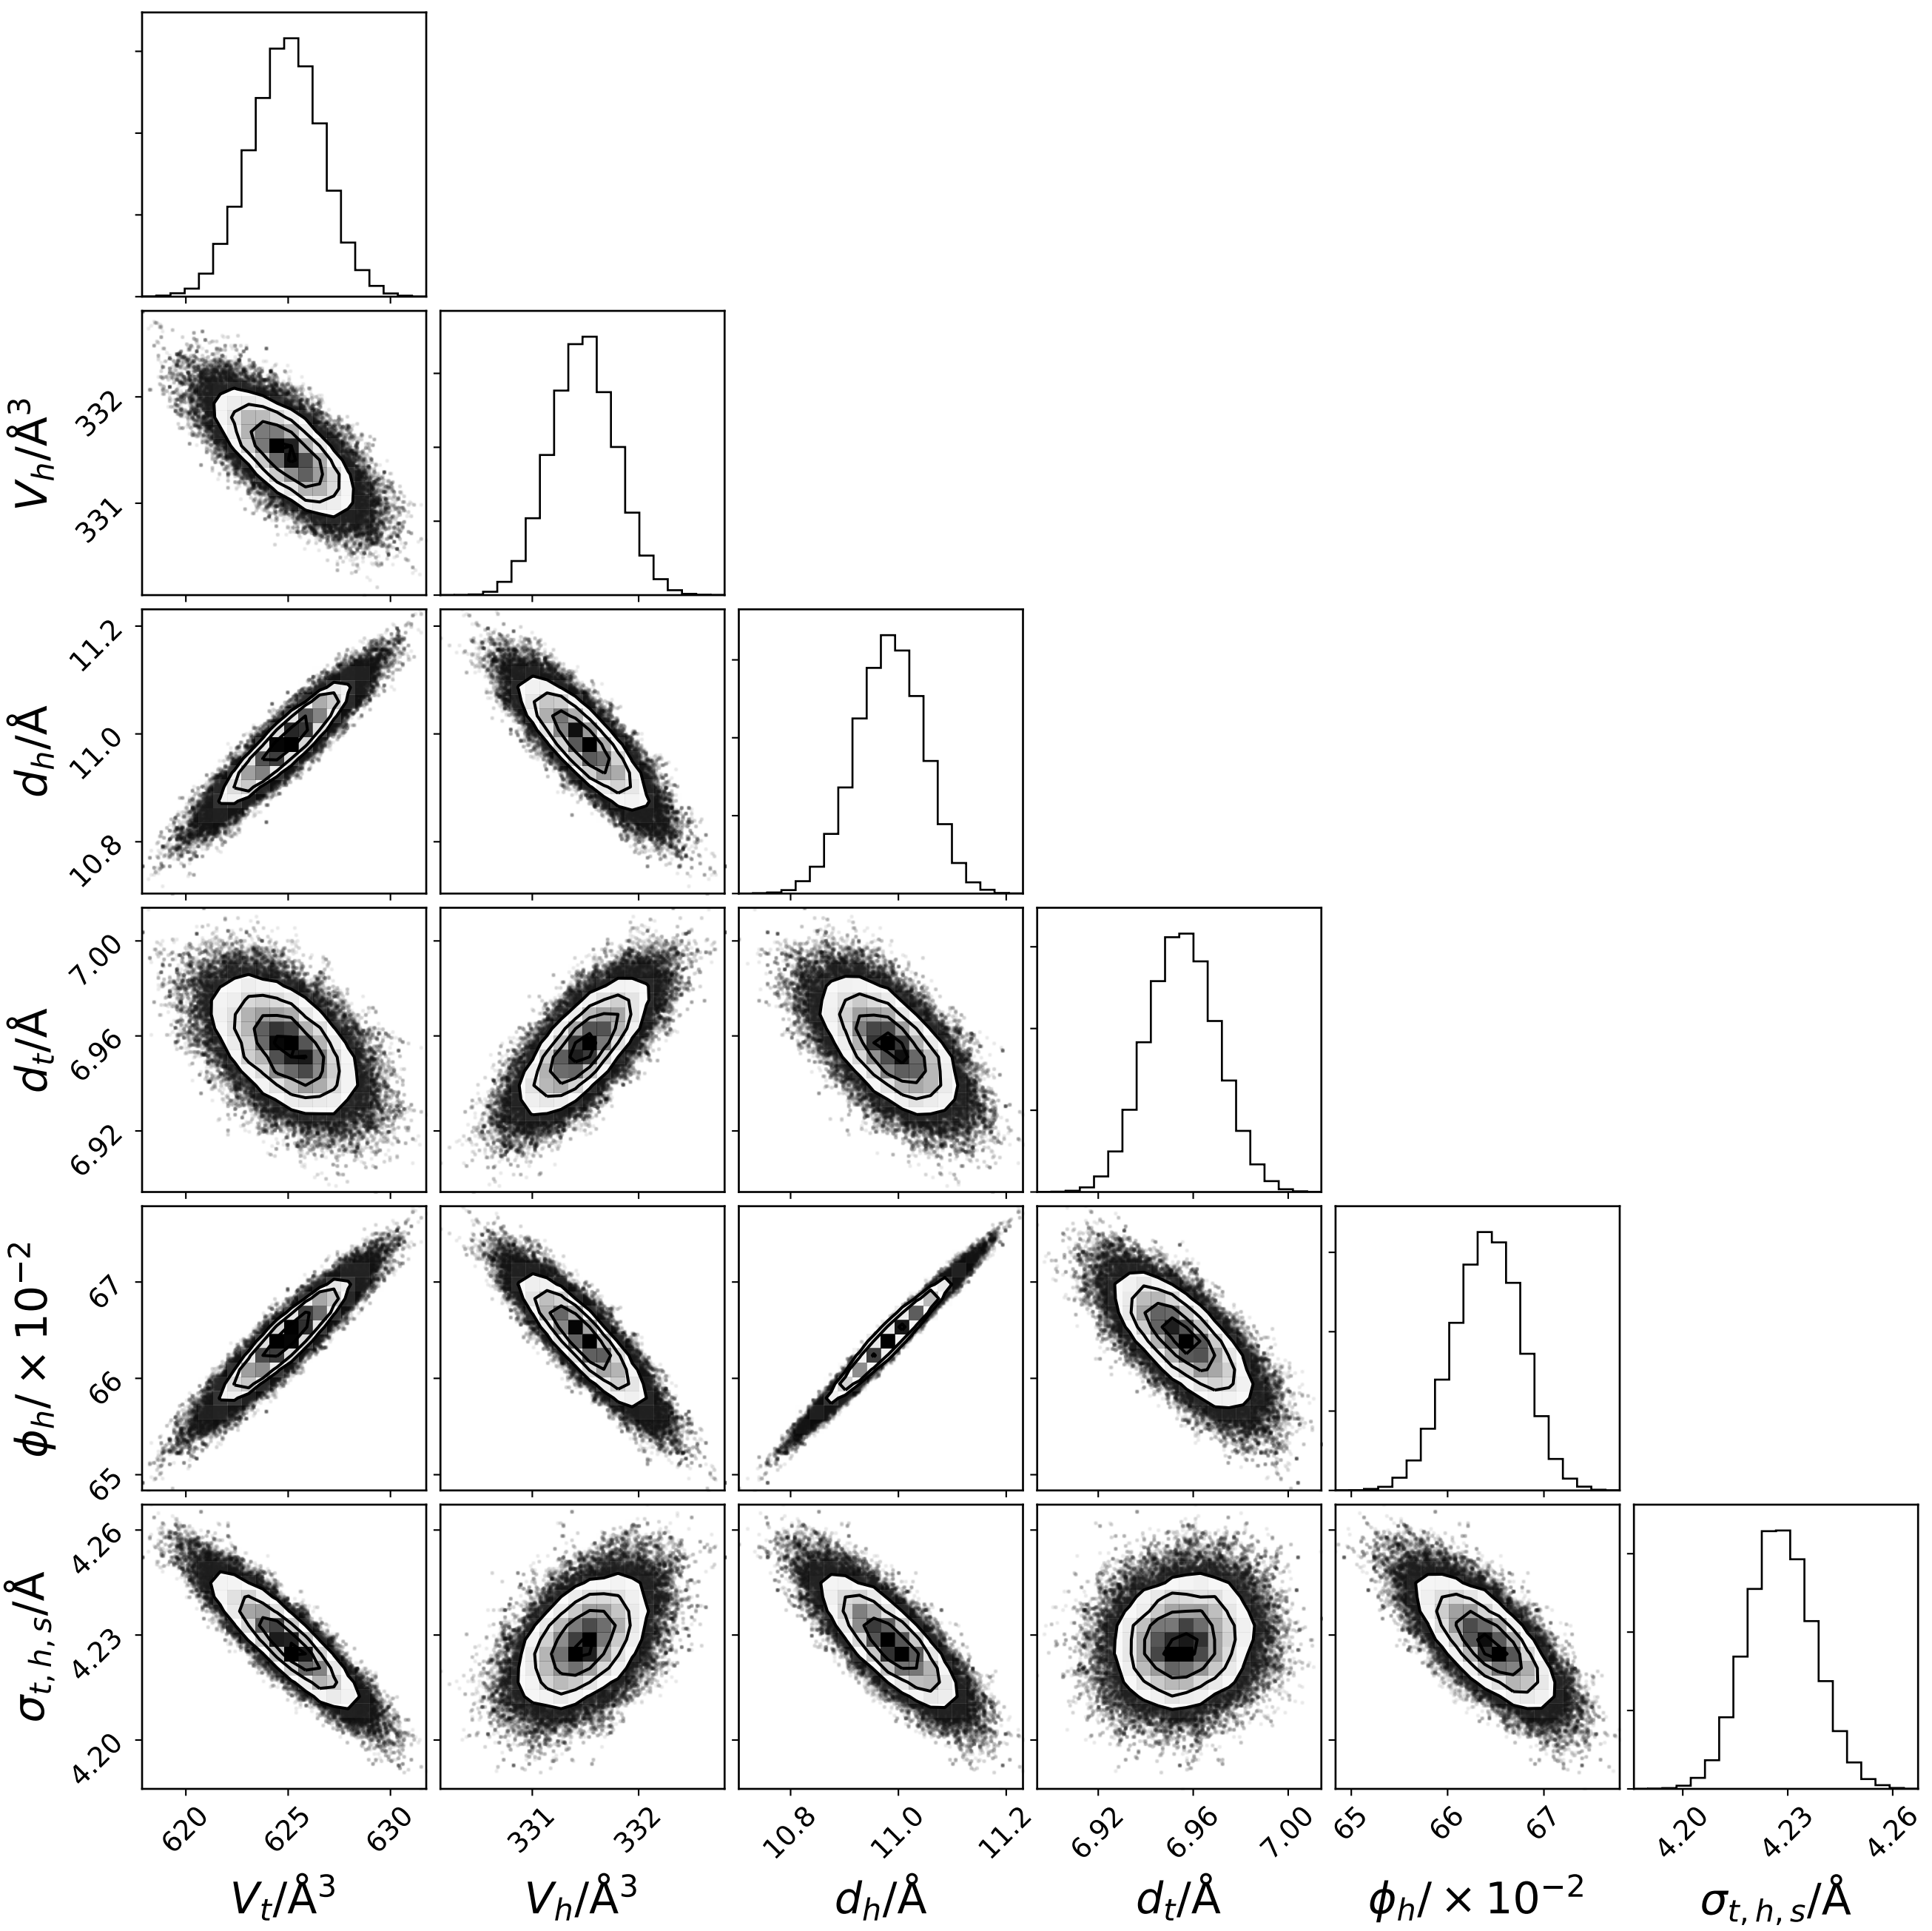 V_h/Å^3
332
331
d_h/Å
11.2
11.0
10.8
d_t/Å
7.00
6.96
6.92
ϕ_h/ × 10^−2
67
66
65
σ_{t, h, s}/Å
4.26
4.23
4.20
620 625 630 331 332 10.8 11.0 11.2 6.92 6.96 7.00 65 66 67 4.20 4.23 4.26
V_t/Å^3 V_h/Å^3 d_h/Å d_t/Å ϕ_h/ × 10^−2 σ_{t, h, s}/Å